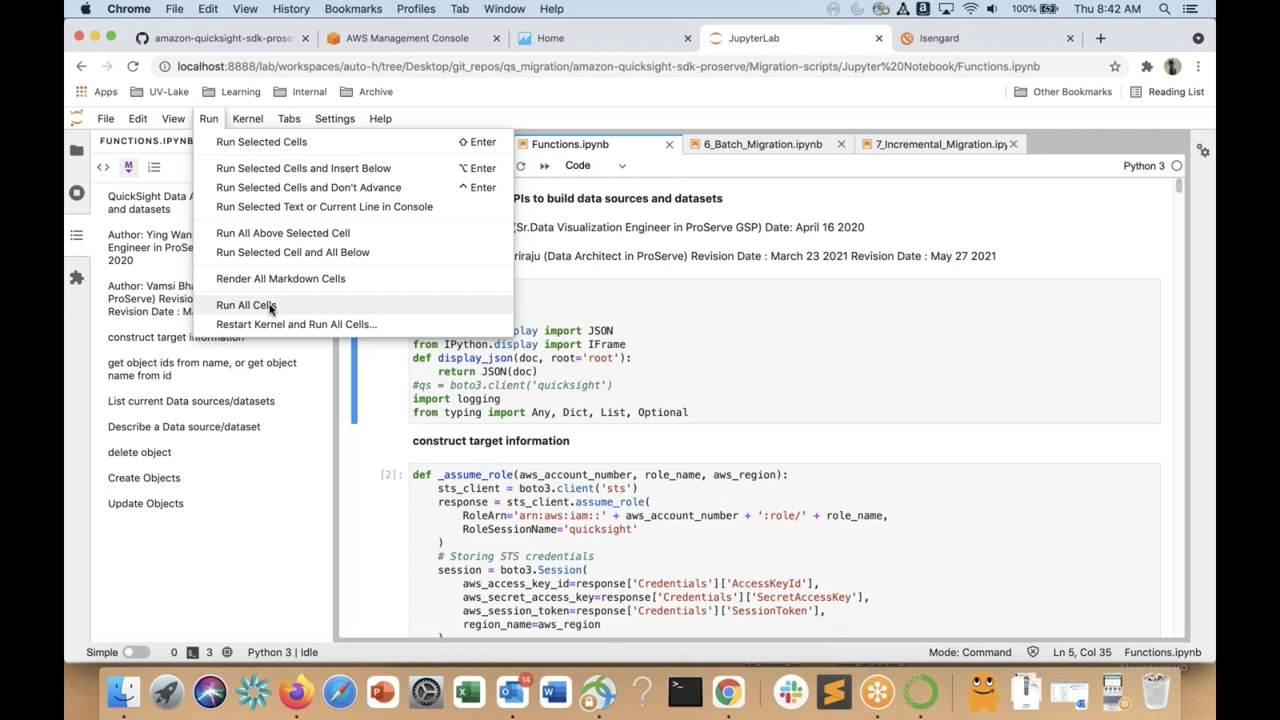 Chrome File Edit View History Bookmarks Profiles Tab Window Help 100% Thu 8:42 AM
amazon-quicksight-sdk-proser AWS Management Console Home JupyterLab Isengard
localhost:8888/lab/workspaces/auto-h/tree/Desktop/git_repos/qs_migration/amazon-quicksight-sdk-proserve/Migration-scripts/Jupyter%20Notebook/Functions.ipynb
Apps UV-Lake Learning Internal Archive Other Bookmarks Reading List
File Edit View Run Kernel Tabs Settings Help
FUNCTIONS.IPYNB
Run Selected Cells ⇧ Enter
Run Selected Cells and Insert Below ⌥ Enter
Run Selected Cells and Don't Advance ^ Enter
Run Selected Text or Current Line in Console
Run All Above Selected Cell
Run Selected Cell and All Below
Render All Markdown Cells
Run All Cells
Restart Kernel and Run All Cells...
Functions.ipynb 6_Batch_Migration.ipynb 7_Incremental_Migration.ipy
Code Python 3
QuickSight Data A
and datasets
Author: Ying Wan
Engineer in ProSe
2020
Author: Vamsi Bha
ProServe) Revision
Revision Date : M
construct target information
get object ids from name, or get object
name from id
List current Data sources/datasets
Describe a Data source/dataset
delete object
Create Objects
Update Objects
PIs to build data sources and datasets
(Sr.Data Visualization Engineer in ProServe GSP) Date: April 16 2020
riraju (Data Architect in ProServe) Revision Date : March 23 2021 Revision Date : May 27 2021
play import JSON
from IPython.display import IFrame
def display_json(doc, root='root'):
return JSON(doc)
#qs = boto3.client('quicksight')
import logging
from typing import Any, Dict, List, Optional
construct target information
[2]: def _assume_role(aws_account_number, role_name, aws_region):
sts_client = boto3.client('sts')
response = sts_client.assume_role(
RoleArn='arn:aws:iam::' + aws_account_number + ':role/' + role_name,
RoleSessionName='quicksight'
)
# Storing STS credentials
session = boto3.Session(
aws_access_key_id=response['Credentials']['AccessKeyId'],
aws_secret_access_key=response['Credentials']['SecretAccessKey'],
aws_session_token=response['Credentials']['SessionToken'],
region_name=aws_region
)
Simple 0 3 Python 3 | Idle Mode: Command Ln 5, Col 35 Functions.ipynb
14
ZIP